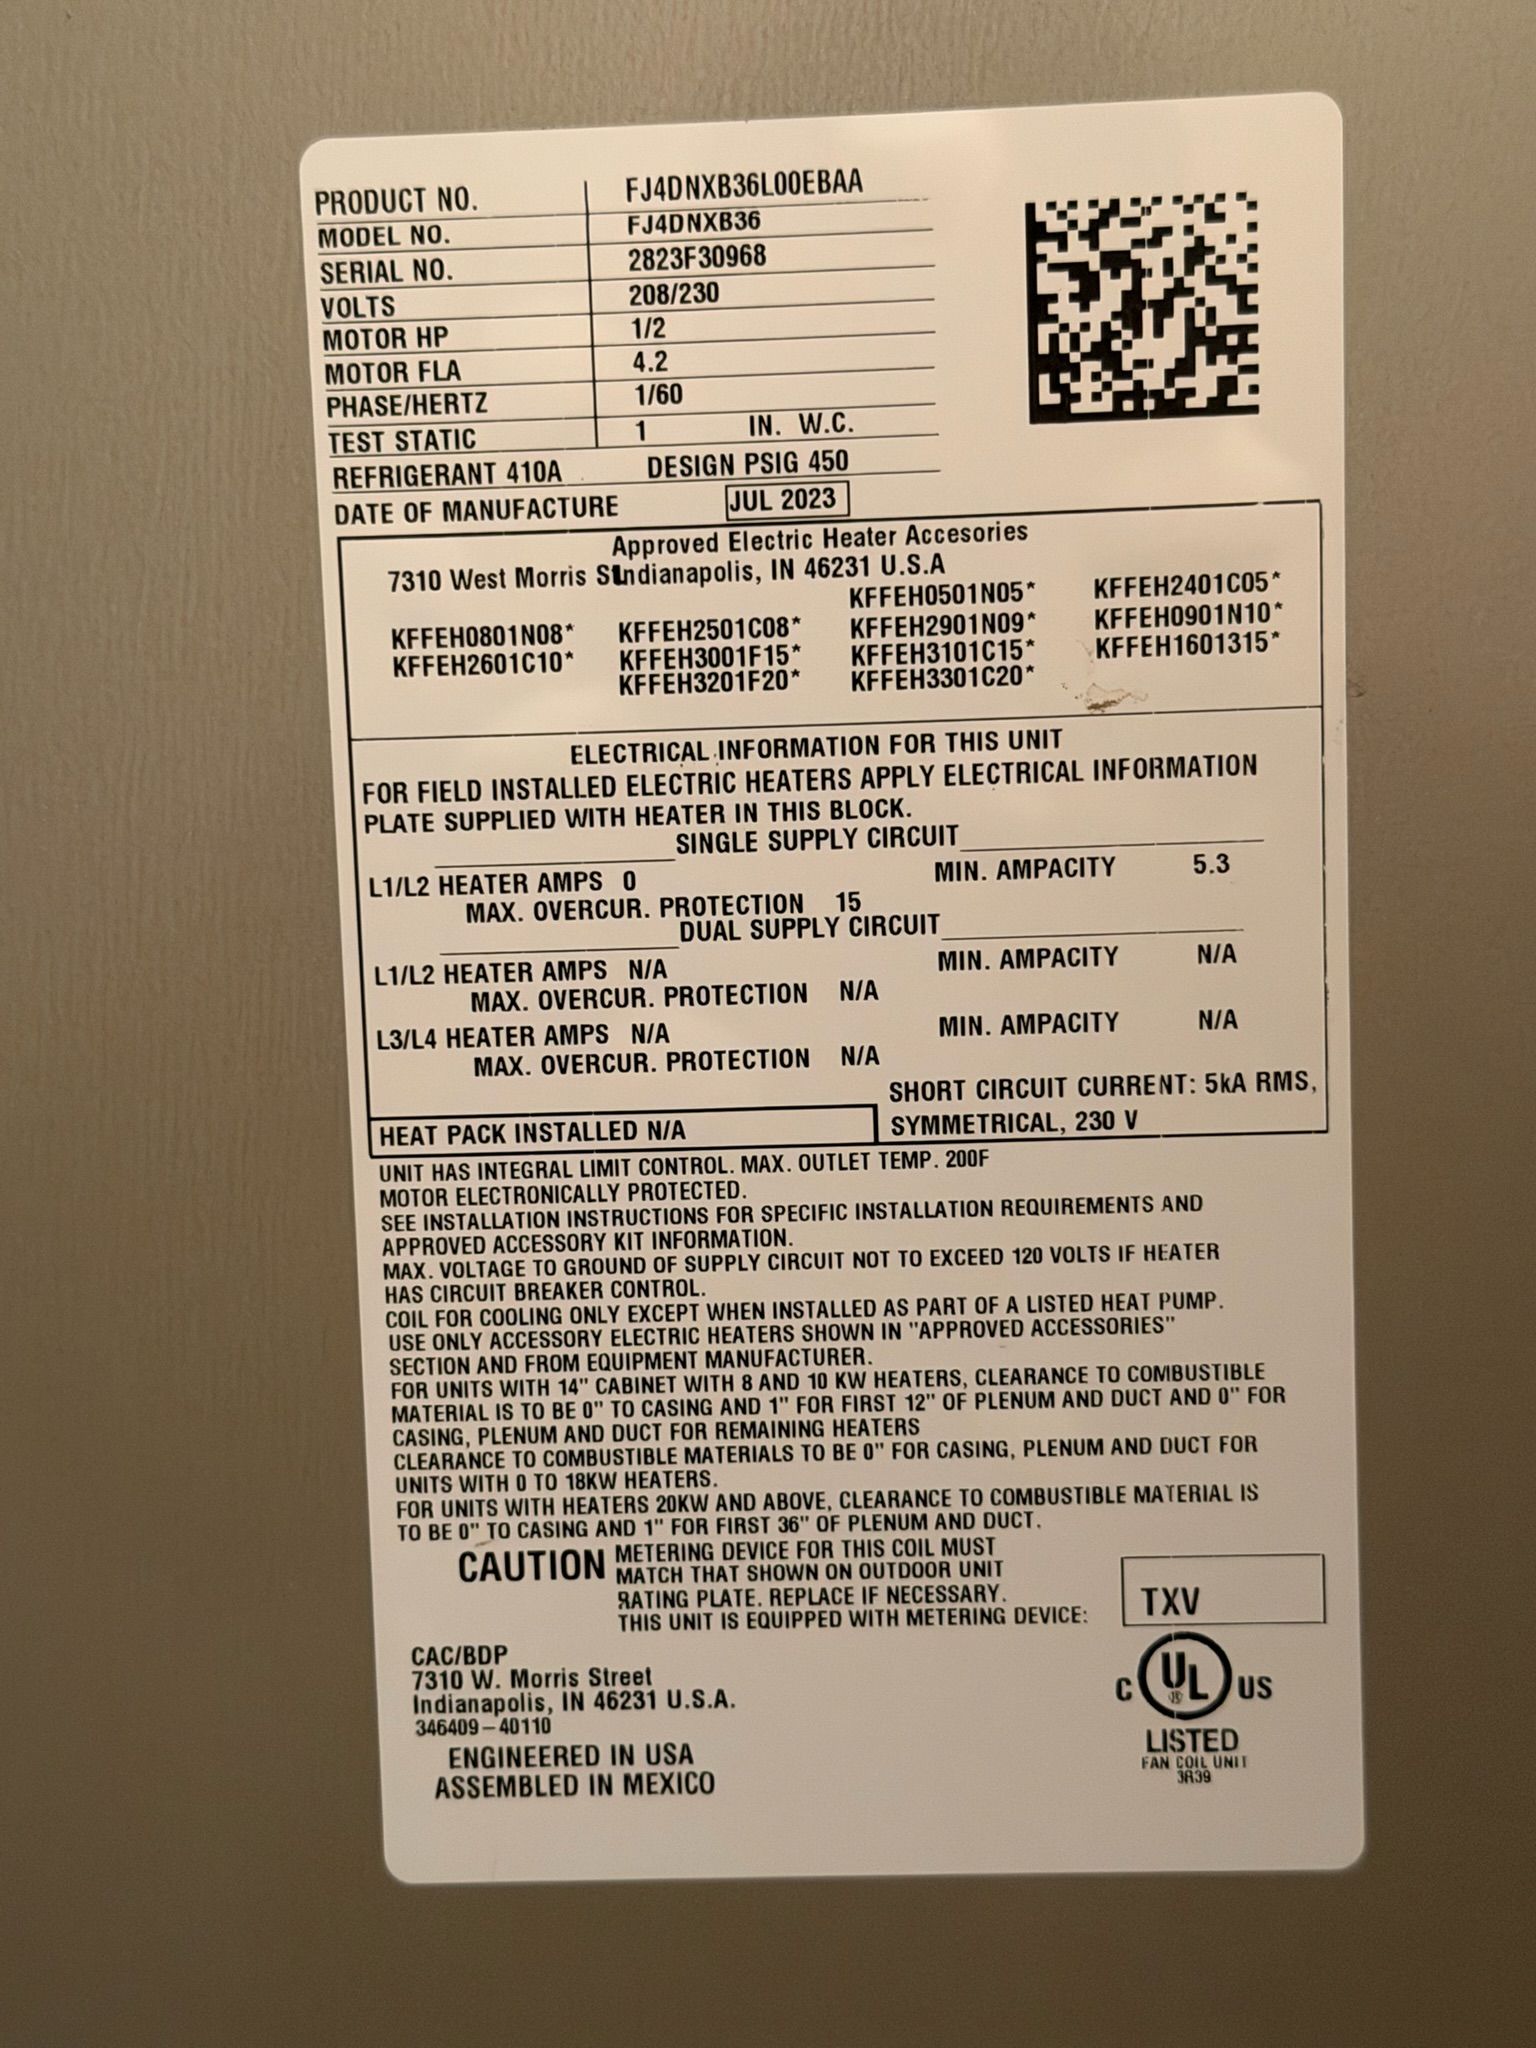 PRODUCT NO. FJ4DNXB36L00EBAA
MODEL NO. FJ4DNXB36
SERIAL NO. 2823F30968
VOLTS 208/230
MOTOR HP 1/2
MOTOR FLA 4.2
PHASE/HERTZ 1/60
TEST STATIC 1 IN. W.C.
REFRIGERANT 410A DESIGN PSIG 450
DATE OF MANUFACTURE JUL 2023
Approved Electric Heater Accesories
7310 West Morris St Indianapolis, IN 46231 U.S.A
KFFEH0501N05* KFFEH2401C05*
KFFEH0801N08* KFFEH2501C08* KFFEH2901N09* KFFEH0901N10*
KFFEH2601C10* KFFEH3001F15* KFFEH3101C15* KFFEH1601315*
KFFEH3201F20* KFFEH3301C20*
ELECTRICAL INFORMATION FOR THIS UNIT
FOR FIELD INSTALLED ELECTRIC HEATERS APPLY ELECTRICAL INFORMATION
PLATE SUPPLIED WITH HEATER IN THIS BLOCK.
SINGLE SUPPLY CIRCUIT
L1/L2 HEATER AMPS 0 MIN. AMPACITY 5.3
MAX. OVERCUR. PROTECTION 15
DUAL SUPPLY CIRCUIT
L1/L2 HEATER AMPS N/A MIN. AMPACITY N/A
MAX. OVERCUR. PROTECTION N/A
L3/L4 HEATER AMPS N/A MIN. AMPACITY N/A
MAX. OVERCUR. PROTECTION N/A
SHORT CIRCUIT CURRENT: 5kA RMS,
SYMMETRICAL, 230 V
HEAT PACK INSTALLED N/A
UNIT HAS INTEGRAL LIMIT CONTROL. MAX. OUTLET TEMP. 200F
MOTOR ELECTRONICALLY PROTECTED.
SEE INSTALLATION INSTRUCTIONS FOR SPECIFIC INSTALLATION REQUIREMENTS AND
APPROVED ACCESSORY KIT INFORMATION.
MAX. VOLTAGE TO GROUND OF SUPPLY CIRCUIT NOT TO EXCEED 120 VOLTS IF HEATER
HAS CIRCUIT BREAKER CONTROL.
COIL FOR COOLING ONLY EXCEPT WHEN INSTALLED AS PART OF A LISTED HEAT PUMP.
USE ONLY ACCESSORY ELECTRIC HEATERS SHOWN IN "APPROVED ACCESSORIES"
SECTION AND FROM EQUIPMENT MANUFACTURER.
FOR UNITS WITH 14" CABINET WITH 8 AND 10 KW HEATERS, CLEARANCE TO COMBUSTIBLE
MATERIAL IS TO BE 0" TO CASING AND 1" FOR FIRST 12" OF PLENUM AND DUCT AND 0" FOR
CASING, PLENUM AND DUCT FOR REMAINING HEATERS
CLEARANCE TO COMBUSTIBLE MATERIALS TO BE 0" FOR CASING, PLENUM AND DUCT FOR
UNITS WITH 0 TO 18KW HEATERS.
FOR UNITS WITH HEATERS 20KW AND ABOVE, CLEARANCE TO COMBUSTIBLE MATERIAL IS
TO BE 0" TO CASING AND 1" FOR FIRST 36" OF PLENUM AND DUCT.
CAUTION METERING DEVICE FOR THIS COIL MUST
MATCH THAT SHOWN ON OUTDOOR UNIT
RATING PLATE. REPLACE IF NECESSARY.
THIS UNIT IS EQUIPPED WITH METERING DEVICE:
TXV
CAC/BDP
7310 W. Morris Street
Indianapolis, IN 46231 U.S.A.
346409-40110
ENGINEERED IN USA
ASSEMBLED IN MEXICO
C UL ® US
LISTED
FAN COIL UNIT
3R39